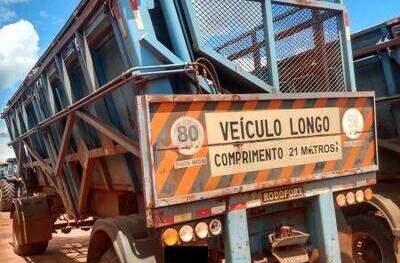 80
VEÍCULO LONGO
COMPRIMENTO 21 METROS
RODOFORT